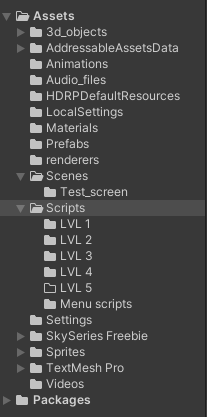 Assets
3d_objects
AddressableAssetsData
Animations
Audio_files
HDRPDefaultResources
LocalSettings
Materials
Prefabs
renderers
Scenes
Test_screen
Scripts
LVL 1
LVL 2
LVL 3
LVL 4
LVL 5
Menu scripts
Settings
SkySeries Freebie
Sprites
TextMesh Pro
Videos
Packages